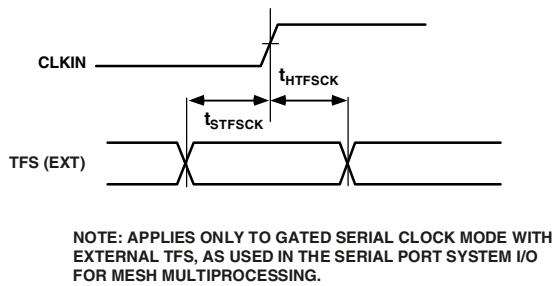 CLKIN
tHTFSCK
tSTFSCK
TFS (EXT)
NOTE: APPLIES ONLY TO GATED SERIAL CLOCK MODE WITH
EXTERNAL TFS, AS USED IN THE SERIAL PORT SYSTEM I/O
FOR MESH MULTIPROCESSING.